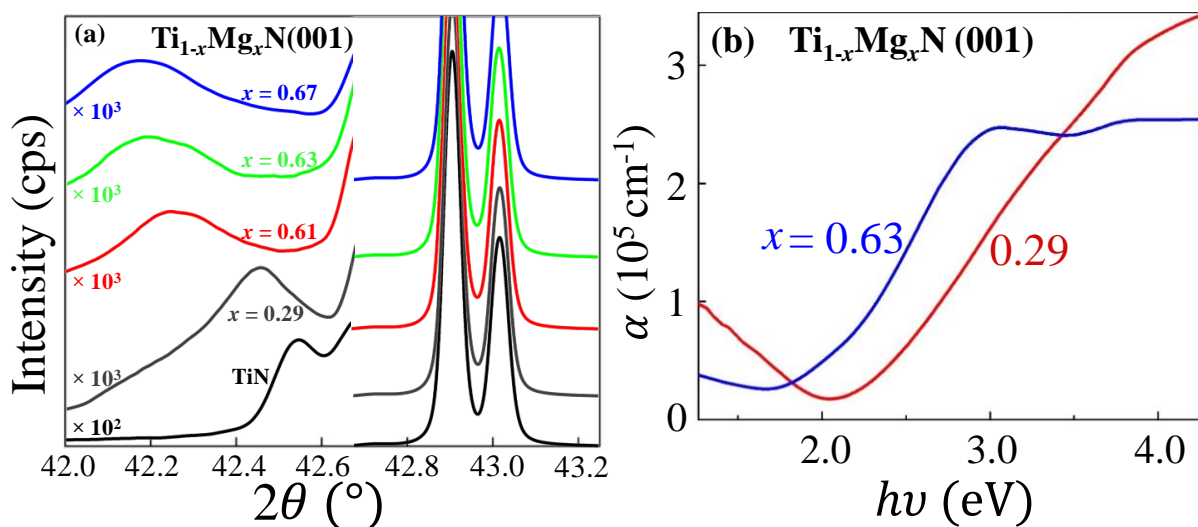 (a) Ti₁₋ₓMgₓN(001)
x = 0.67
× 10³
x = 0.63
× 10³
x = 0.61
× 10³
x = 0.29
× 10³
TiN
× 10²
Intensity (cps)
42.0 42.2 42.4 42.6 42.8 43.0 43.2
2θ (°)
(b) Ti₁₋ₓMgₓN (001)
3
x = 0.63
0.29
1
0
α (10⁵ cm⁻¹)
2.0 3.0 4.0
hυ (eV)